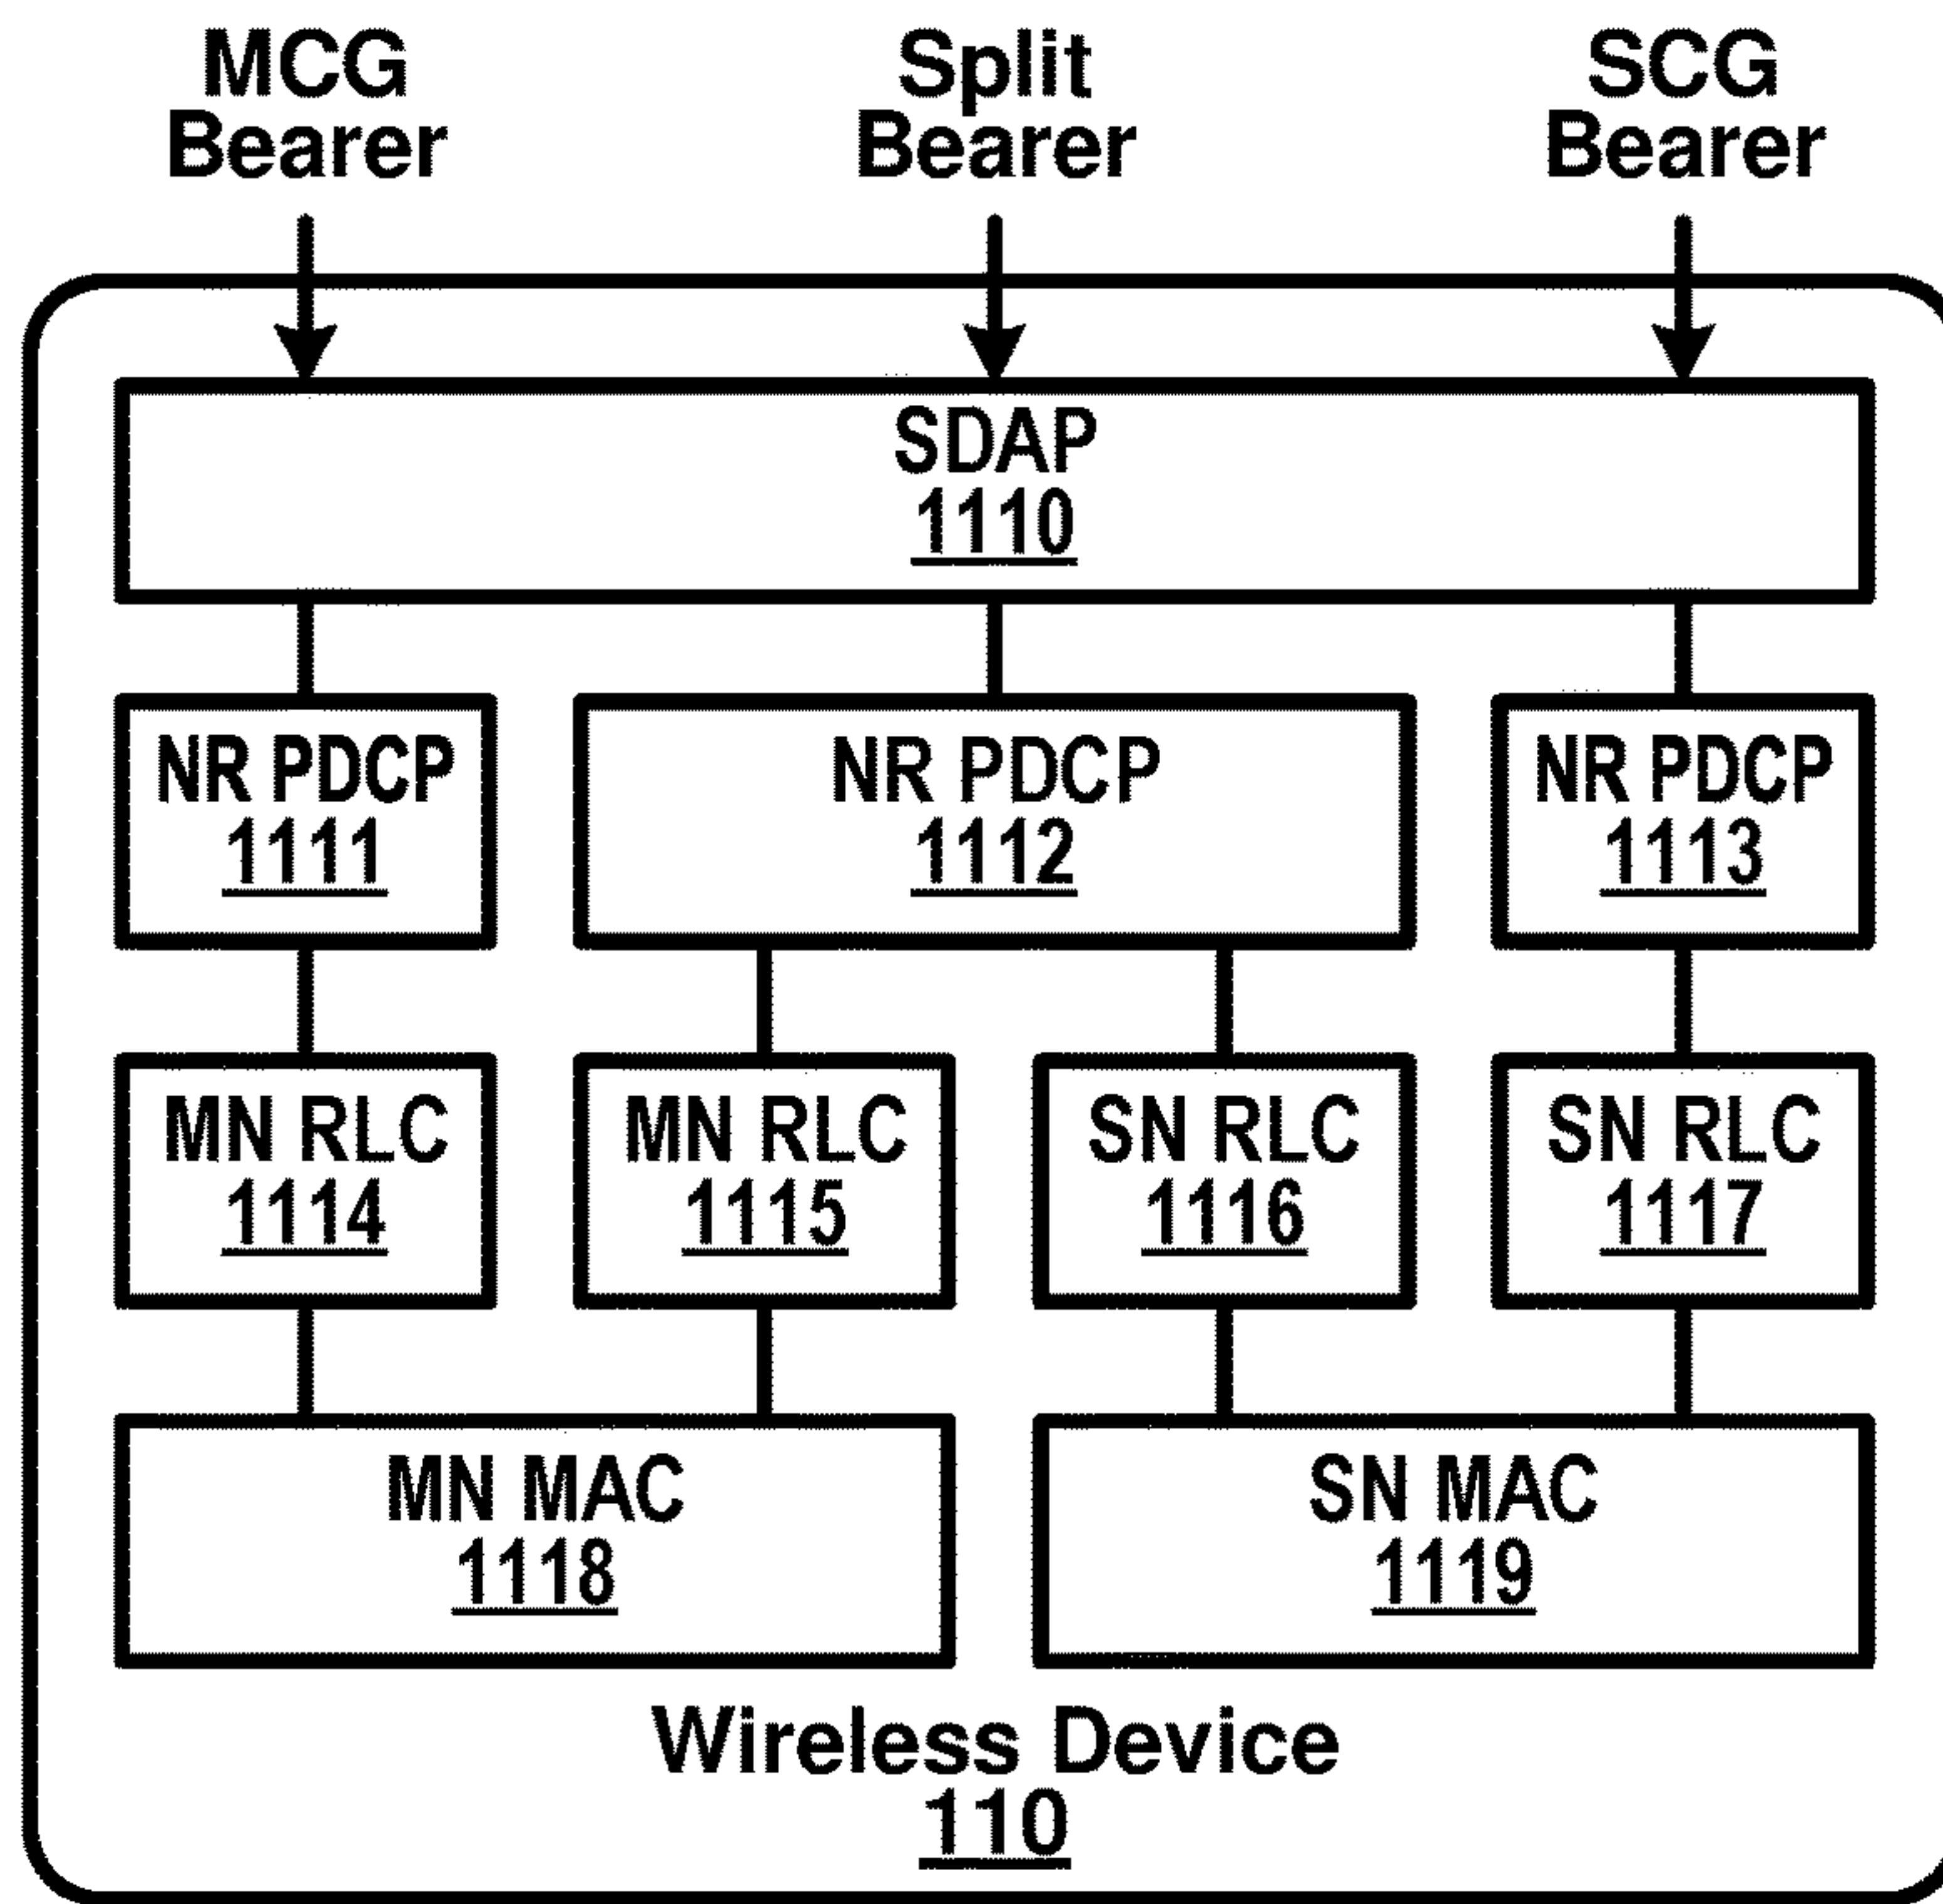 MCG
Bearer
Split
Bearer
SCG
Bearer
SDAP
1110
NR PDCP
1111
NR PDCP
1112
NR PDCP
1113
MN RLC
1114
MN RLC
1115
SN RLC
1116
SN RLC
1117
MN MAC
1118
SN MAC
1119
Wireless Device
110